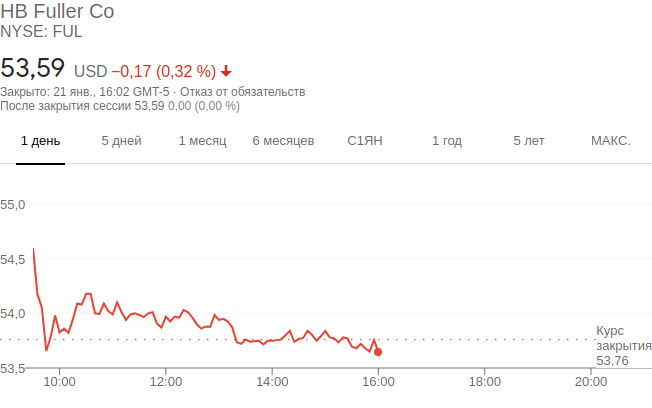 HB Fuller Co
NYSE: FUL
53,59 USD −0,17 (0,32 %)
Закрыто: 21 янв., 16:02 GMT-5 · Отказ от обязательств
После закрытия сессии 53,59 0,00 (0,00 %)
1 день 5 дней 1 месяц 6 месяцев С1ЯН 1 год 5 лет МАКС.
55,0
54,5
54,0
Курс
закрытия
53,76
53,5
10:00 12:00 14:00 16:00 18:00 20:00